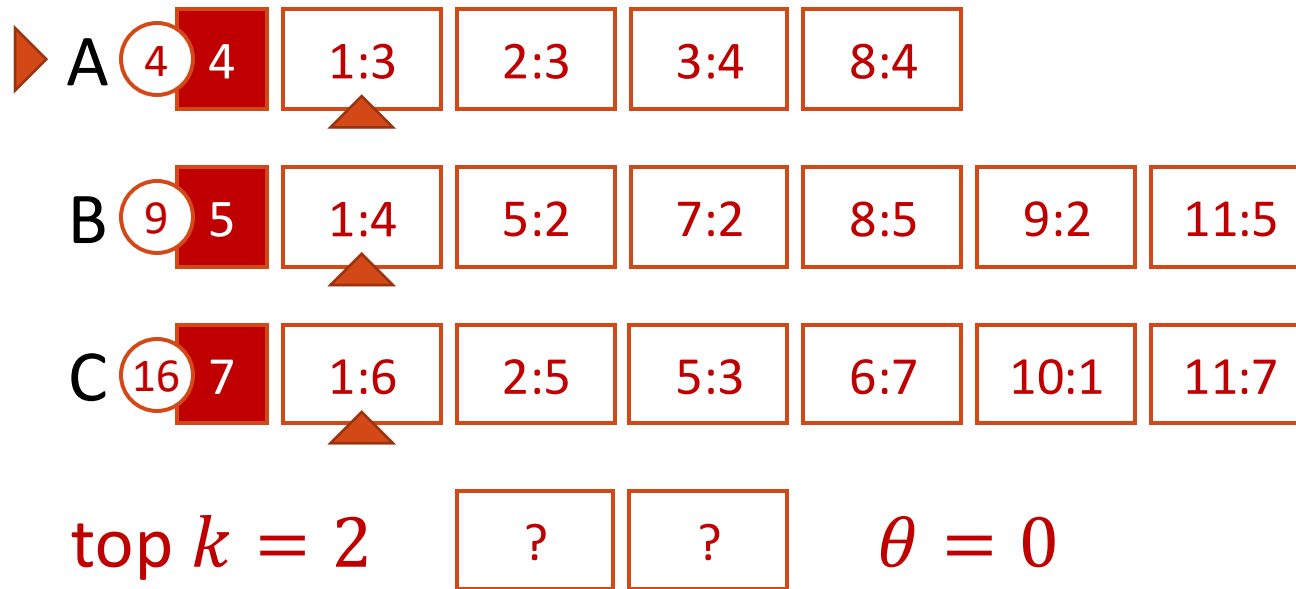 A 4 4 1:3 2:3 3:4 8:4
B 9 5 1:4 5:2 7:2 8:5 9:2 11:5
C 16 7 1:6 2:5 5:3 6:7 10:1 11:7
top k = 2 ? ? θ = 0